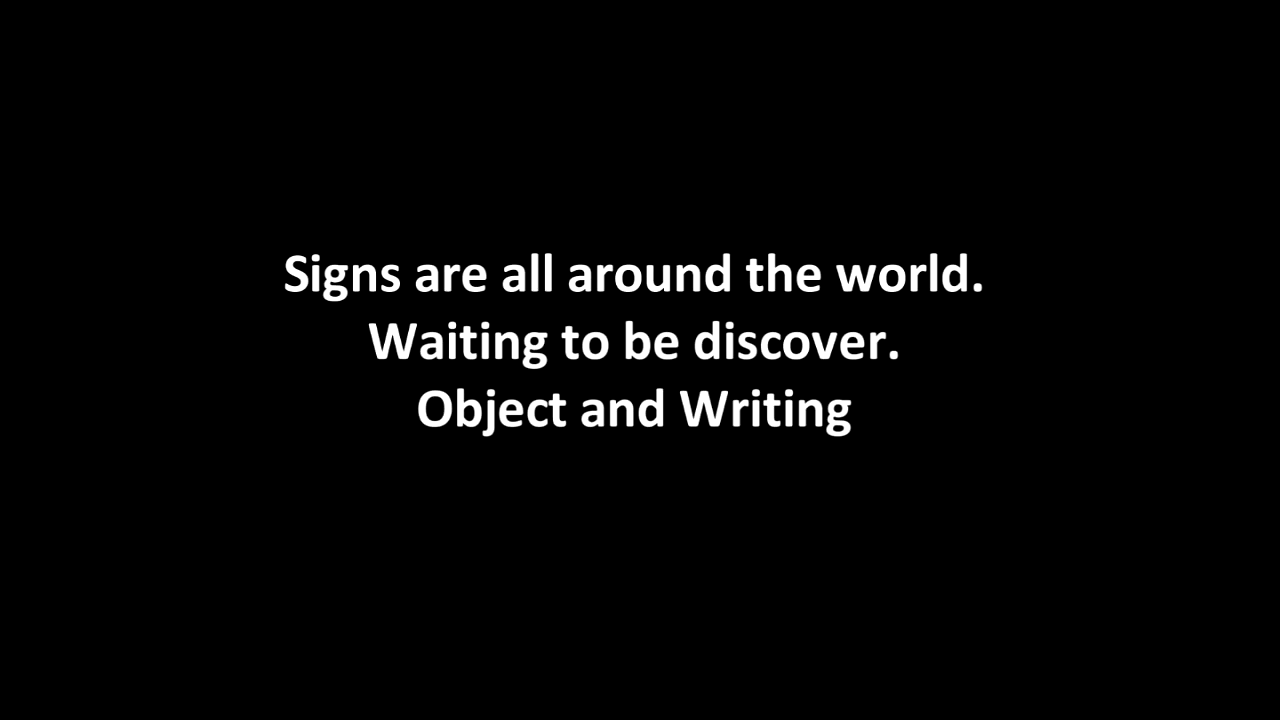 Signs are all around the world.
Waiting to be discover.
Object and Writing